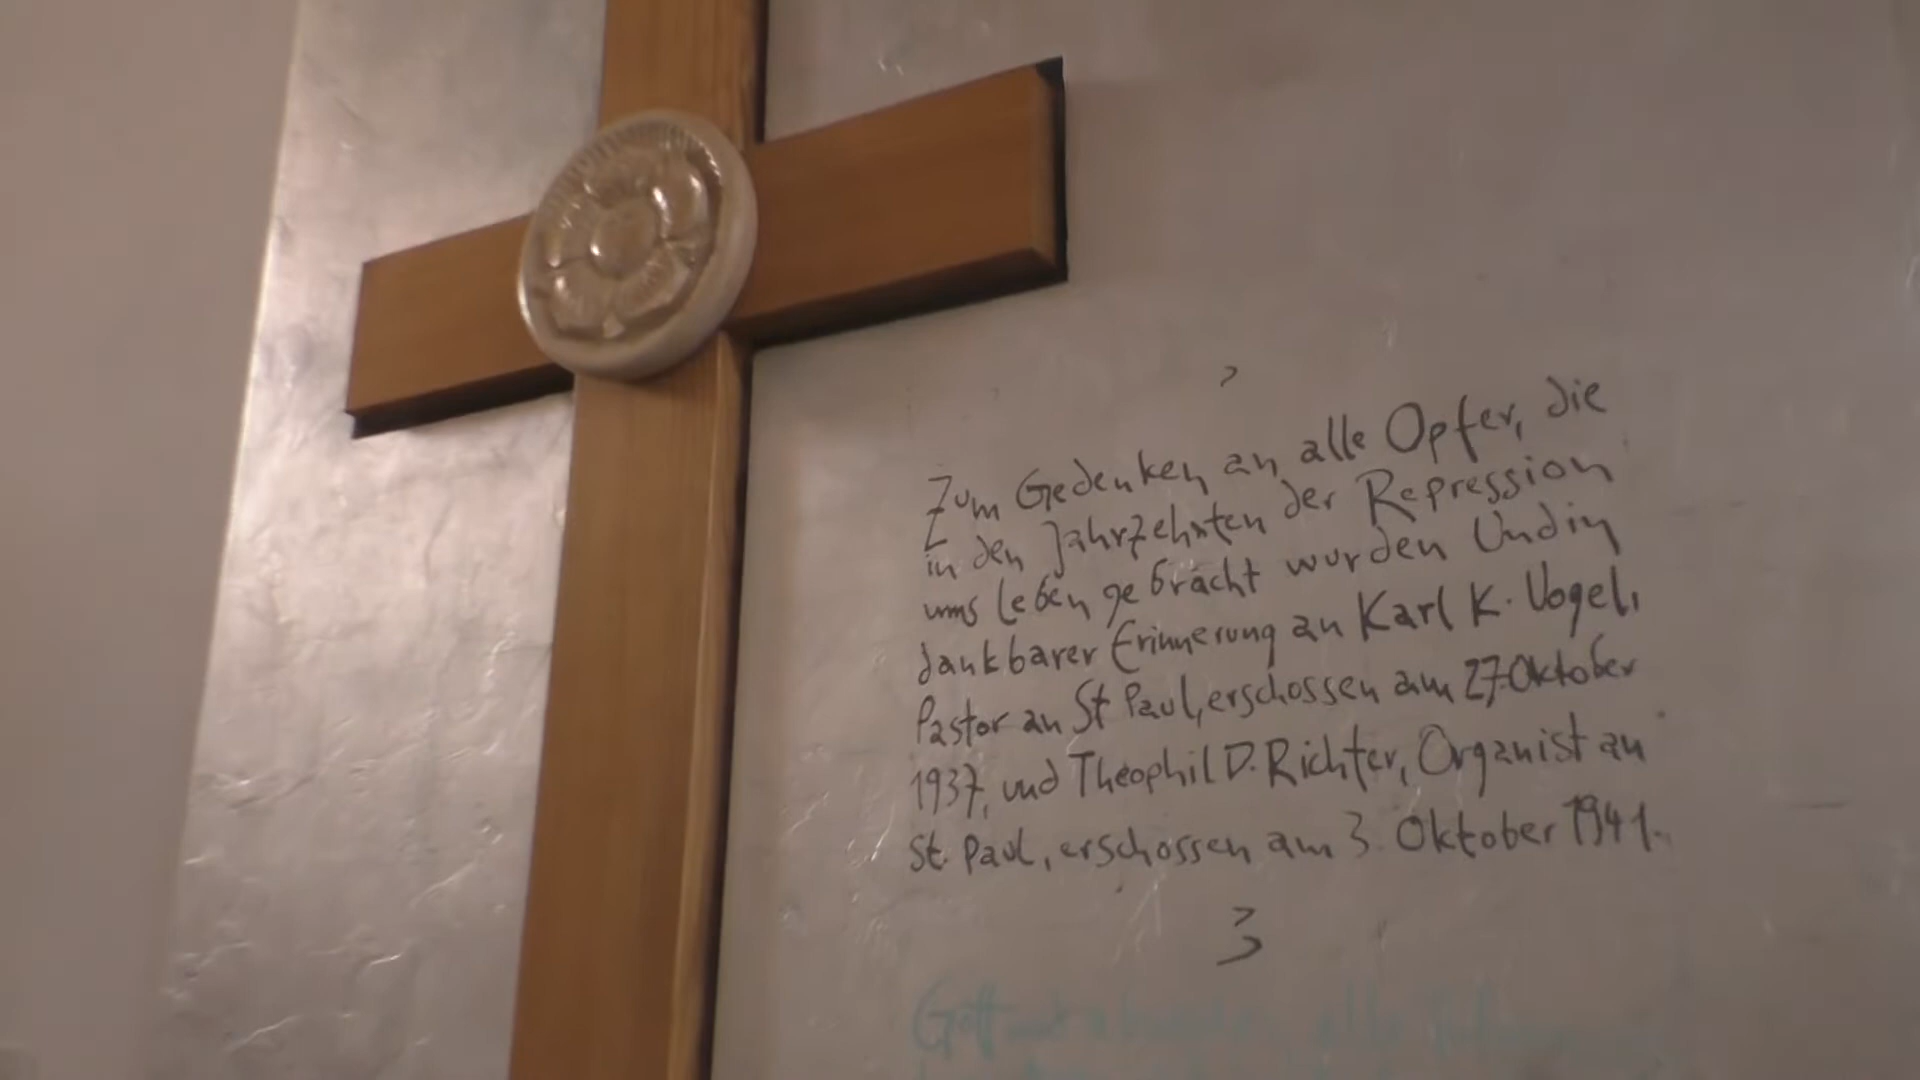 Zum Gedenken an alle Opfer, die
in den Jahrzehnten der Repression
ums Leben gebracht wurden Und in
dankbarer Erinnerung an Karl K. Vogel,
Pastor an St Paul, erschossen am 27.Oktober
1937, und Theophil D. Richter, Organist an
St. Paul, erschossen am 3. Oktober 1941.
3
Gott